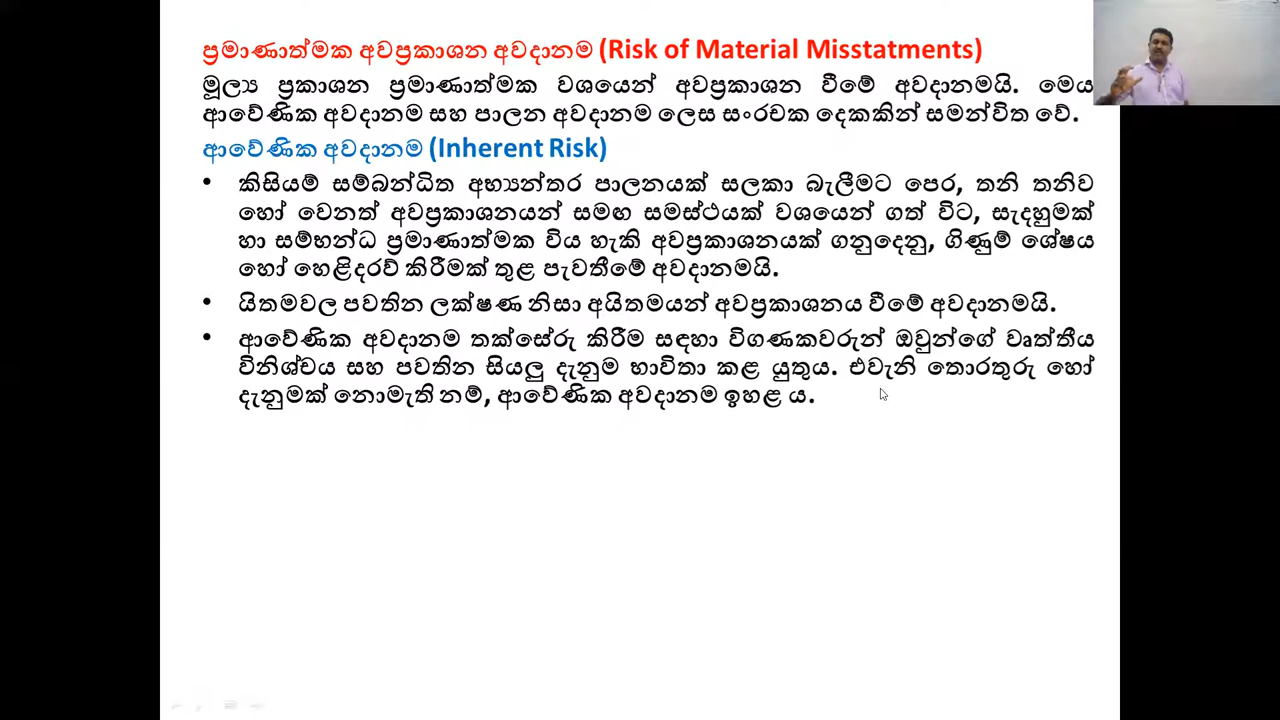 ප්‍රමාණාත්මක අවප්‍රකාශන අවදානම (Risk of Material Misstatments)
මූල්‍ය ප්‍රකාශන ප්‍රමාණාත්මක වශයෙන් අවප්‍රකාශන වීමේ අවදානමයි. මෙය
ආවේණික අවදානම සහ පාලන අවදානම ලෙස සංරචක දෙකකින් සමන්විත වේ.
ආවේණික අවදානම (Inherent Risk)
• කිසියම් සම්බන්ධිත අභ්‍යන්තර පාලනයක් සලකා බැලීමට පෙර, තනි තනිව
හෝ වෙනත් අවප්‍රකාශනයන් සමඟ සමස්ථයක් වශයෙන් ගත් විට, සැදහුමක්
හා සම්භන්ධ ප්‍රමාණාත්මක විය හැකි අවප්‍රකාශනයක් ගනුදෙනු, ගිණුම් ශේෂය
හෝ හෙළිදරව් කිරීමක් තුළ පැවතීමේ අවදානමයි.
• යිතමවල පවතින ලක්ෂණ නිසා අයිතමයන් අවප්‍රකාශනය වීමේ අවදානමයි.
• ආවේණික අවදානම තක්සේරු කිරීම සඳහා විගණකවරුන් ඔවුන්ගේ වෘත්තීය
විනිශ්චය සහ පවතින සියලු දැනුම භාවිතා කළ යුතුය. එවැනි තොරතුරු හෝ
දැනුමක් නොමැති නම්, ආවේණික අවදානම ඉහළ ය.